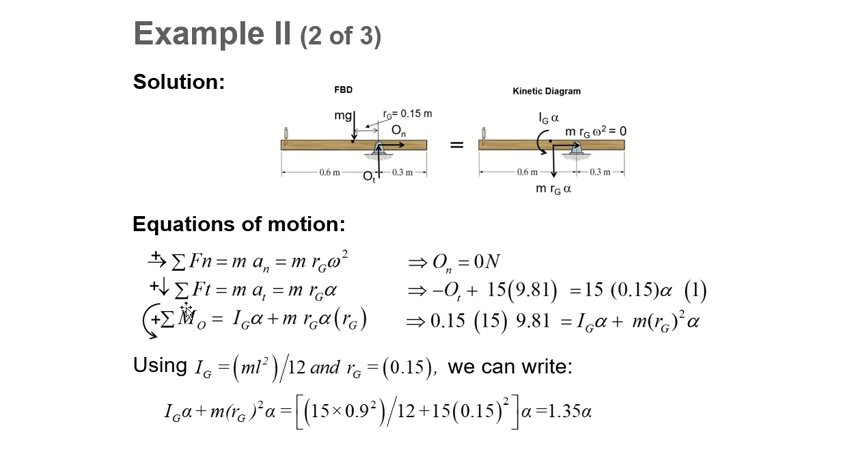 Example II (2 of 3)
Solution:
FBD
Kinetic Diagram
mg
r_G= 0.15 m
O_n
O_t
0.6 m
0.3 m
=
I_G α
m r_G ω² = 0
0.6 m
0.3 m
m r_G α
Equations of motion:
+→ ∑Fn = m a_n = m r_G ω² ⇒ O_n = 0N
+↓ ∑Ft = m a_t = m r_G α ⇒ −O_t + 15(9.81) = 15 (0.15)α (1)
+∑M_O = I_G α + m r_G α(r_G) ⇒ 0.15 (15) 9.81 = I_G α + m(r_G)² α
Using I_G = (ml²)/12 and r_G = (0.15), we can write:
I_G α + m(r_G)² α = [(15×0.9²)/12 + 15(0.15)²]α = 1.35α